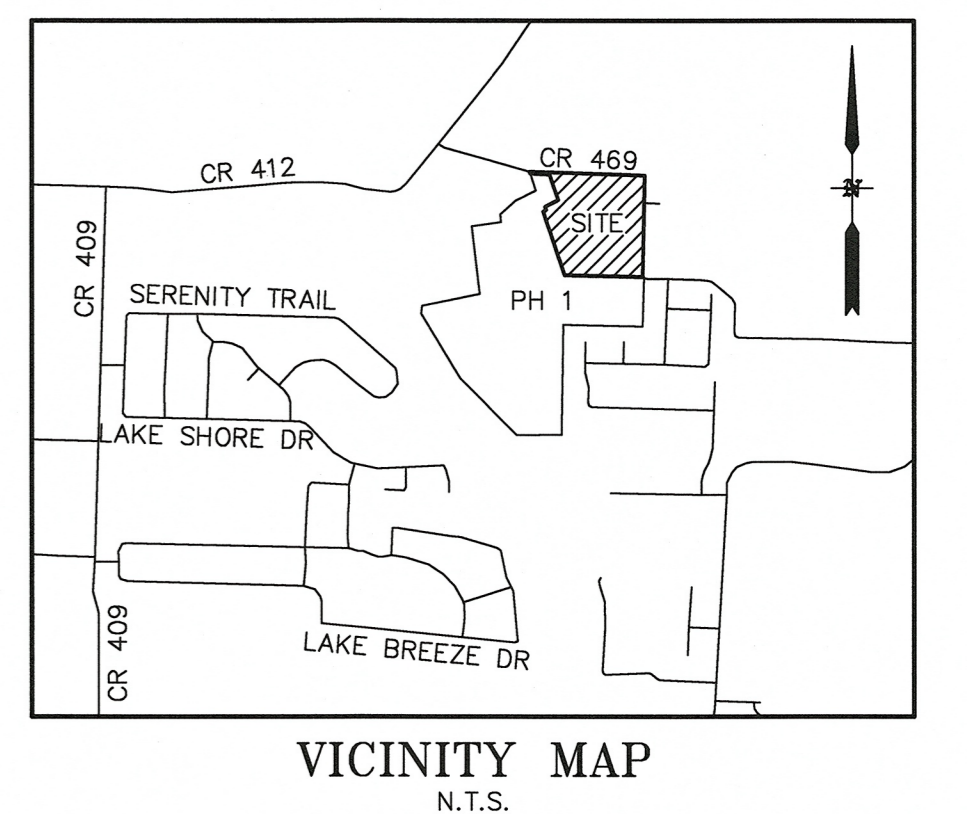 CR 469
CR 412
SITE
CR 409
SERENITY TRAIL
PH 1
LAKE SHORE DR
CR 409
LAKE BREEZE DR
N
VICINITY MAP
N.T.S.